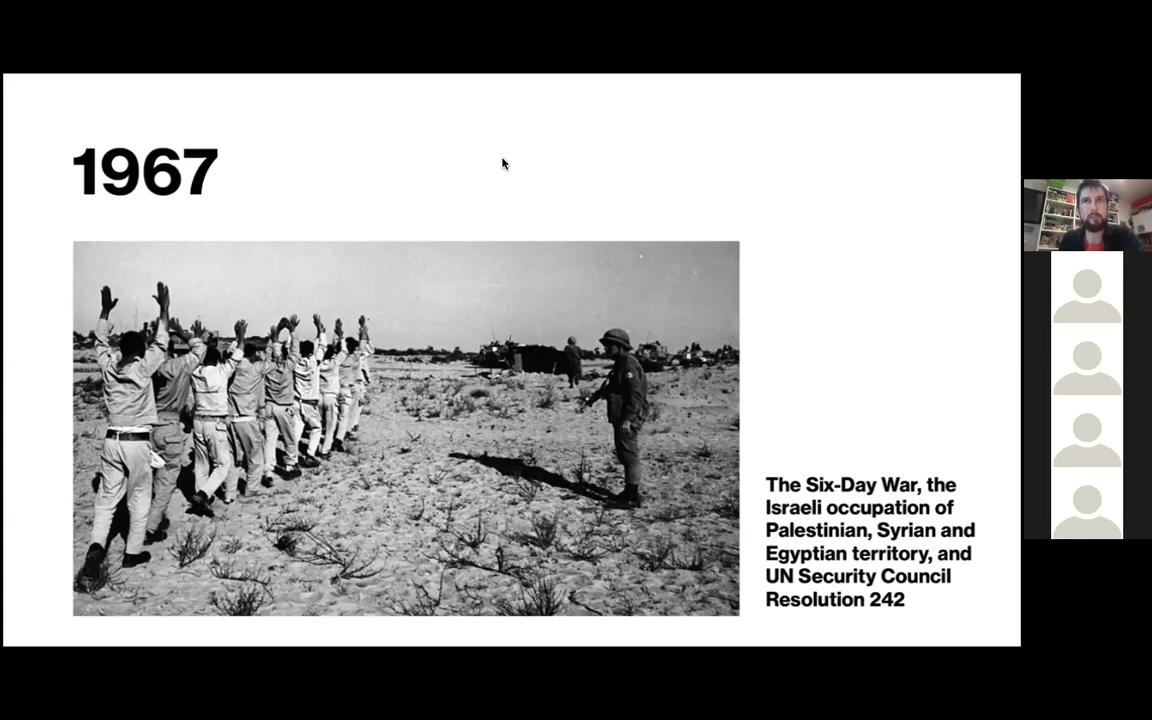 1967
The Six-Day War, the
Israeli occupation of
Palestinian, Syrian and
Egyptian territory, and
UN Security Council
Resolution 242